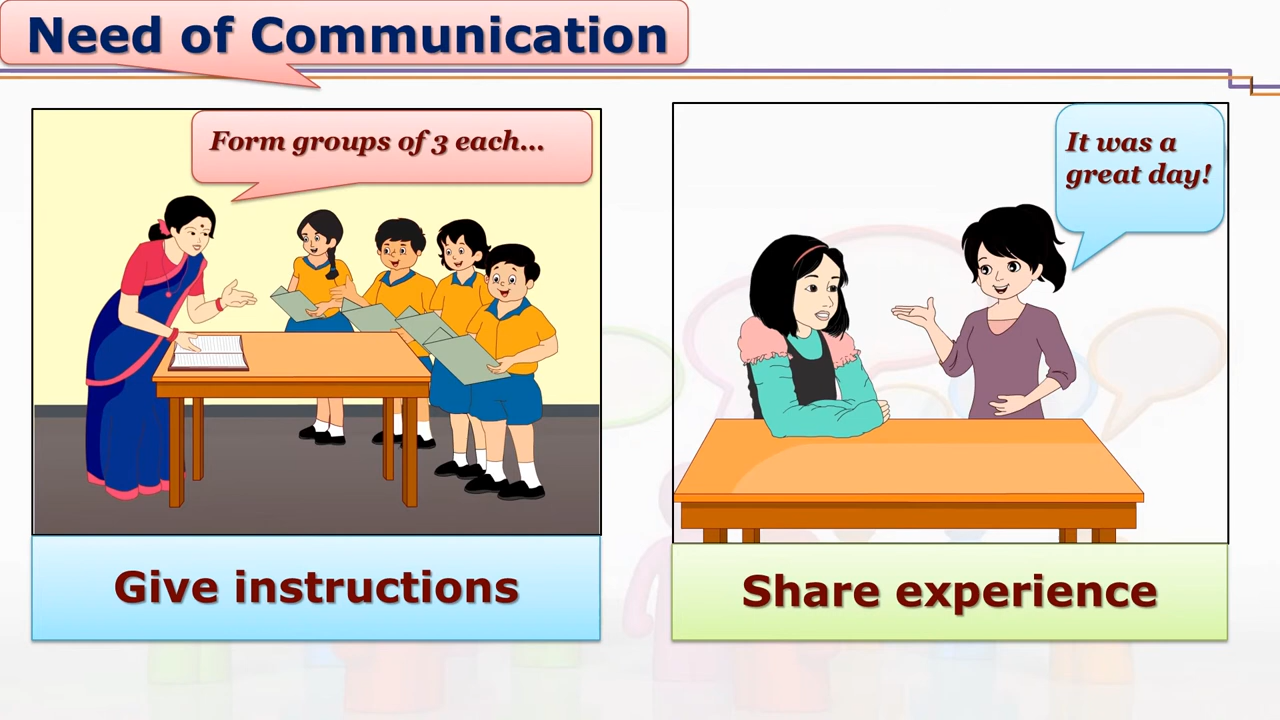 Need of Communication
Form groups of 3 each...
It was a
great day!
Give instructions
Share experience